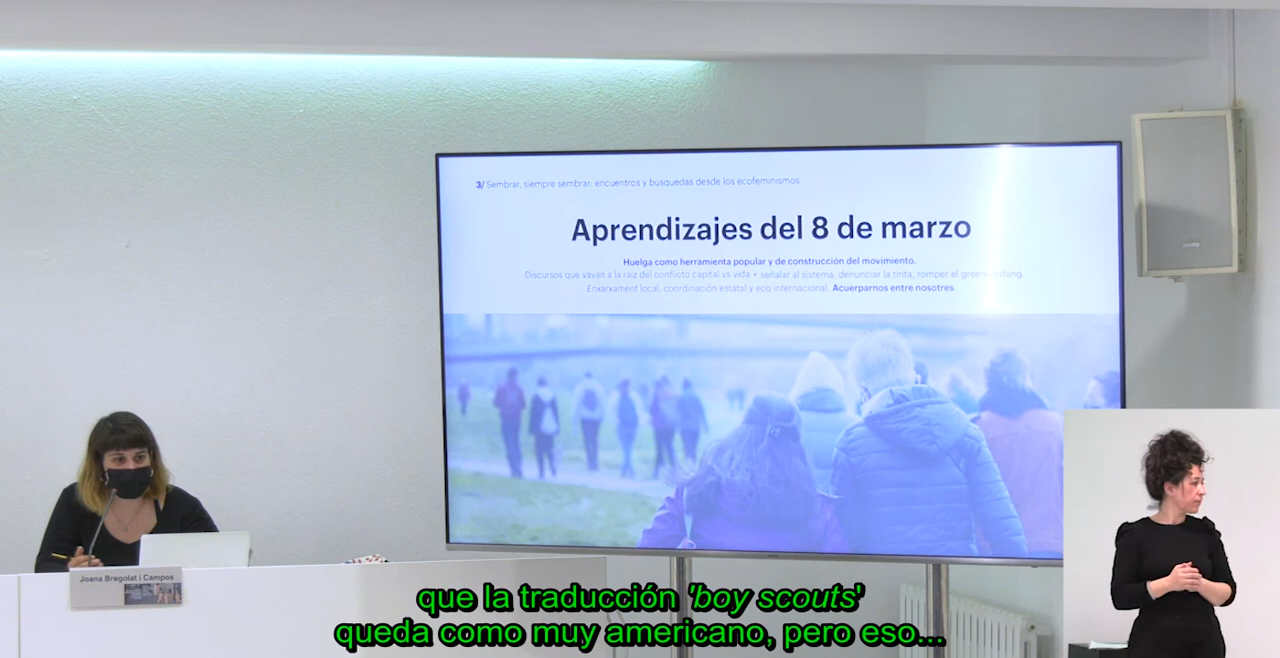 3/ Sembrar, siempre sembrar: encuentros y búsquedas desde los ecofeminismos
Aprendizajes del 8 de marzo
Huelga como herramienta popular y de construcción del movimiento.
Discursos que vayan a la raíz del conflicto capital vs vida • señalar al sistema, denunciar la tinta, romper el greenwashing.
Enxarxament local, coordinación estatal y eco internacional. Acuerparnos entre nosotres.
Joana Bregolat i Campos
que la traducción 'boy scouts'
queda como muy americano, pero eso...